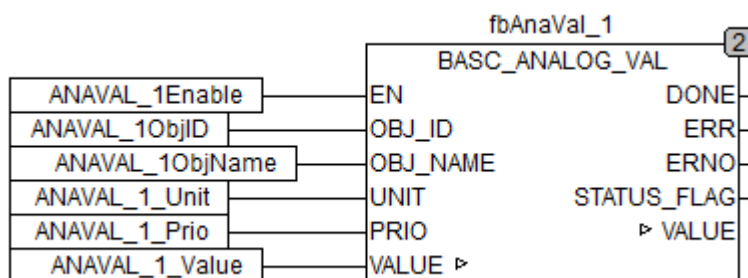 fbAnaVal_1
2
BASC_ANALOG_VAL
ANAVAL_1Enable EN DONE
ANAVAL_1ObjID OBJ_ID ERR
ANAVAL_1ObjName OBJ_NAME ERNO
ANAVAL_1_Unit UNIT STATUS_FLAG
ANAVAL_1_Prio PRIO ▹ VALUE
ANAVAL_1_Value VALUE ▹